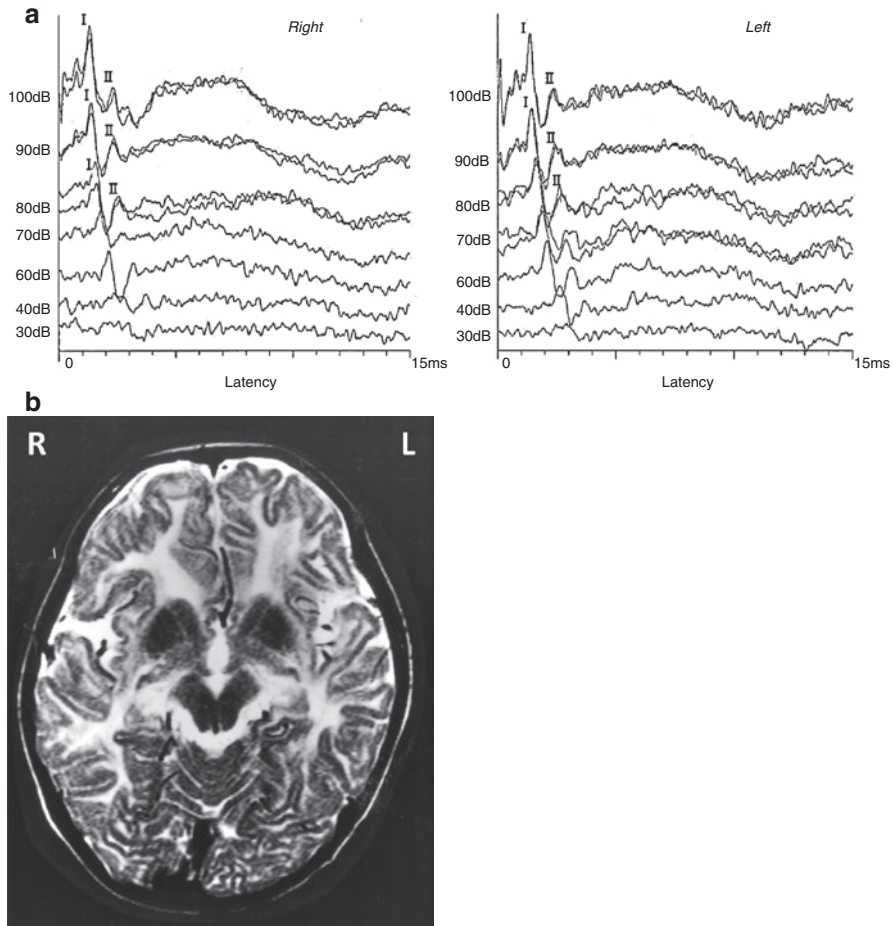 a
Right
Left
I
II
100dB
I
II
90dB
I
II
80dB
70dB
60dB
40dB
30dB
0
15ms
Latency
I
II
100dB
I
II
90dB
II
80dB
70dB
60dB
40dB
30dB
0
15ms
Latency
b
R
L